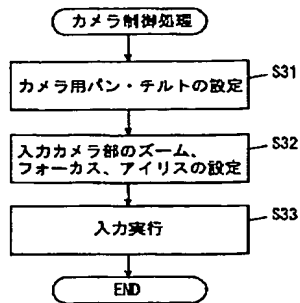 カメラ制御処理
カメラ用パン・チルトの設定
S31
入力カメラ部のズーム、
フォーカス、アイリスの設定
S32
入力実行
S33
END